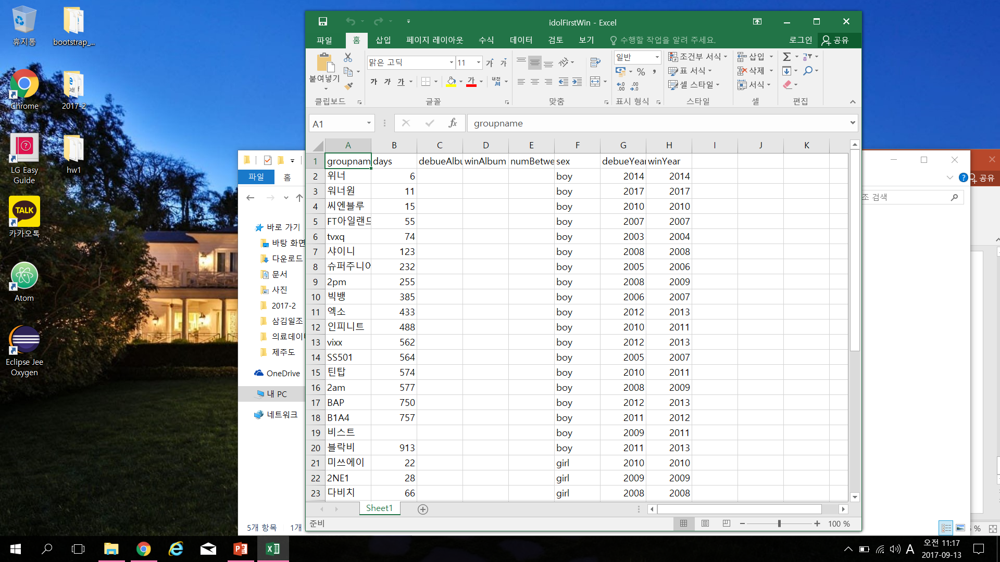 휴지통
bootstrap_...
Chrome
2017-2
LG Easy
Guide
hw1
TALK
카카오톡
Atom
Eclipse Jee
Oxygen
idolFirstWin - Excel
파일
홈
삽입
페이지 레이아웃
수식
데이터
검토
보기
수행할 작업을 알려 주세요.
로그인
공유
붙여넣기
클립보드
맑은 고딕
11
가
가
가
가
가
가
내천
글꼴
맞춤
일반
표시 형식
조건부 서식
표 서식
셀 스타일
스타일
삽입
삭제
서식
셀
편집
A1
fx
groupname
A B C D E F G H I J K
1 groupnam days debueAlbu winAlbum numBetwe sex debueYear winYear
2 위너 6 boy 2014 2014
3 워너원 11 boy 2017 2017
4 씨엔블루 15 boy 2010 2010
5 FT아일랜드 55 boy 2007 2007
6 tvxq 74 boy 2003 2004
7 샤이니 123 boy 2008 2008
8 슈퍼주니어 232 boy 2005 2006
9 2pm 255 boy 2008 2009
10 빅뱅 385 boy 2006 2007
11 엑소 433 boy 2012 2013
12 인피니트 488 boy 2010 2011
13 vixx 562 boy 2012 2013
14 SS501 564 boy 2005 2007
15 틴탑 574 boy 2010 2011
16 2am 577 boy 2008 2009
17 BAP 750 boy 2012 2013
18 B1A4 757 boy 2011 2012
19 비스트 boy 2009 2011
20 블락비 913 boy 2011 2013
21 미쓰에이 22 girl 2010 2010
22 2NE1 28 girl 2009 2009
23 다비치 66 girl 2008 2008
Sheet1
준비
100 %
파일
홈
바로 가기
바탕 화면
다운로드
문서
사진
2017-2
삼김일조
의료데이터
제주도
OneDrive
내 PC
네트워크
5개 항목
1개
공유
조 검색
%
A
오전 11:17
2017-09-13